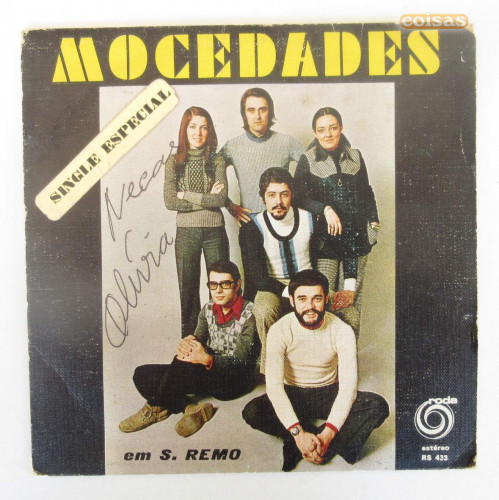 coisas
MOCEDADES
SINGLE ESPECIAL
Necas
Olívia
em S. REMO
roda
estéreo
RS 433